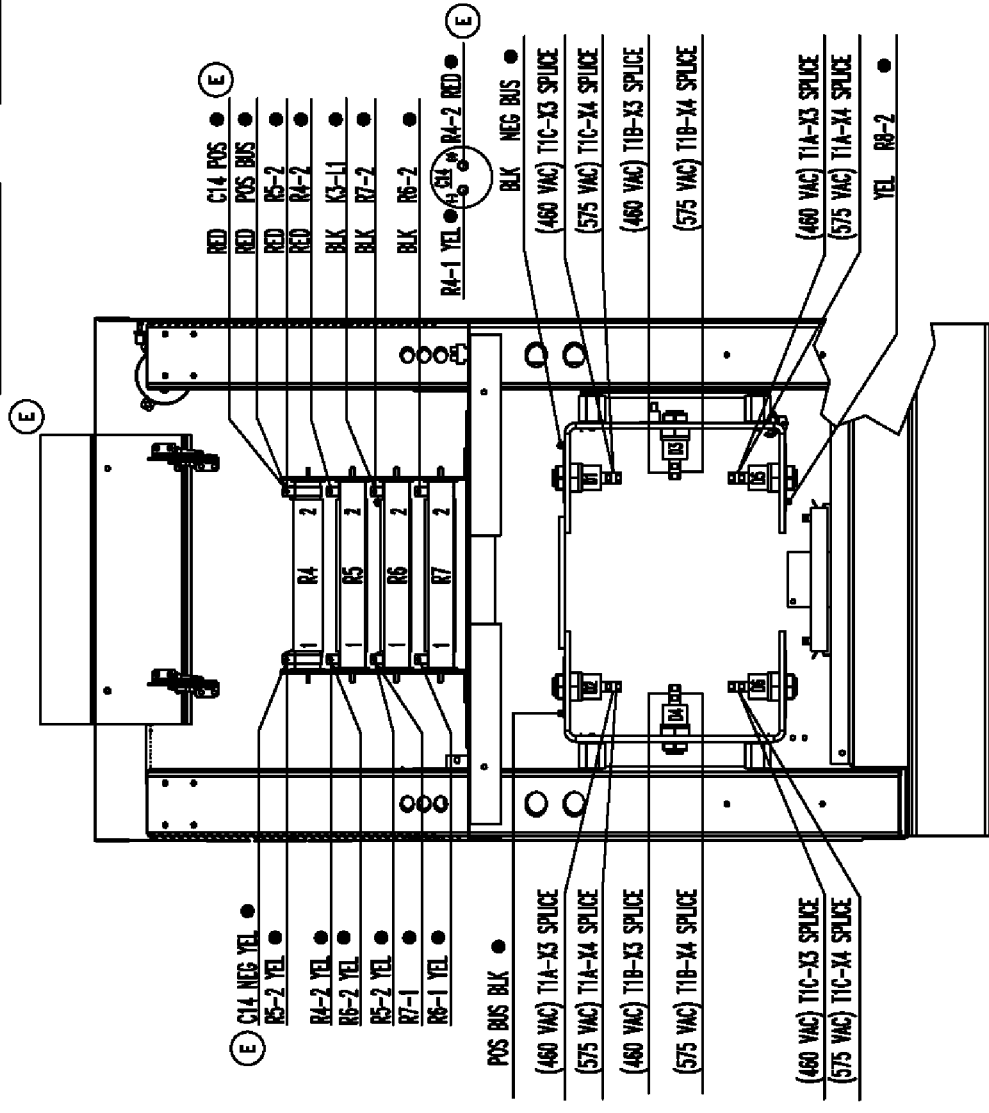 E
RED C14 POS
E
RED POS BUS
RED R5-2
RED R4-2
BLK K3-L1
BLK R7-2
BLK R6-2
R4-1 YEL
C14
R4-2 RED
E
BLK NEG BUS
(460 VAC) T1C-X3 SPLICE
(575 VAC) T1C-X4 SPLICE
(460 VAC) T1B-X3 SPLICE
(575 VAC) T1B-X4 SPLICE
(460 VAC) T1A-X3 SPLICE
(575 VAC) T1A-X4 SPLICE
YEL R8-2
1 R4 2
1 R5 2
1 R6 2
1 R7 2
D1
D2
D3
D4
D5
D6
E
C14 NEG YEL
R5-2 YEL
R4-2 YEL
R6-2 YEL
R5-2 YEL
R7-1
R6-1 YEL
POS BUS BLK
(460 VAC) T1A-X3 SPLICE
(575 VAC) T1A-X4 SPLICE
(460 VAC) T1B-X3 SPLICE
(575 VAC) T1B-X4 SPLICE
(460 VAC) T1C-X3 SPLICE
(575 VAC) T1C-X4 SPLICE